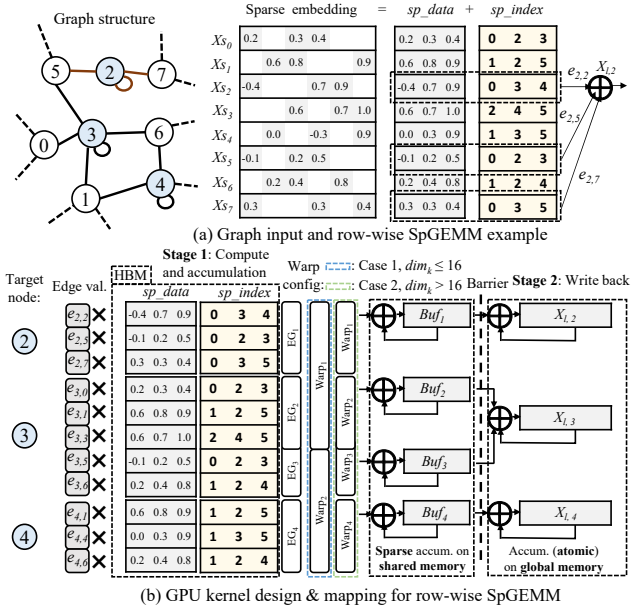 Graph structure
Sparse embedding = sp_data + sp_index
5 2 7 0 3 6 1 4
Xs0 0.2 0.3 0.4 0.2 0.3 0.4 0 2 3
Xs1 0.6 0.8 0.9 0.6 0.8 0.9 1 2 5
Xs2 -0.4 0.7 0.9 -0.4 0.7 0.9 0 3 4
Xs3 0.6 0.7 1.0 0.6 0.7 1.0 2 4 5
Xs4 0.0 -0.3 0.9 0.0 0.3 0.9 1 3 5
Xs5 -0.1 0.2 0.5 -0.1 0.2 0.5 0 2 3
Xs6 0.2 0.4 0.8 0.2 0.4 0.8 1 2 4
Xs7 0.3 0.3 0.4 0.3 0.3 0.4 0 3 5
e2,2 Xl,2
e2,5
e2,7
(a) Graph input and row-wise SpGEMM example
Target node:
Edge val.
HBM
Stage 1: Compute and accumulation
sp_data sp_index
Warp config:
: Case 1, dimk ≤ 16
: Case 2, dimk > 16
Barrier
Stage 2: Write back
2
e2,2 × -0.4 0.7 0.9 0 3 4
e2,5 × -0.1 0.2 0.5 0 2 3
e2,7 × 0.3 0.3 0.4 0 3 5
3
e3,0 × 0.2 0.3 0.4 0 2 3
e3,1 × 0.6 0.8 0.9 1 2 5
e3,3 × 0.6 0.7 1.0 2 4 5
e3,5 × -0.1 0.2 0.5 0 2 3
e3,6 × 0.2 0.4 0.8 1 2 4
4
e4,1 × 0.6 0.8 0.9 1 2 5
e4,4 × 0.0 0.3 0.9 1 3 5
e4,6 × 0.2 0.4 0.8 1 2 4
EG1
EG2
EG3
EG4
Warp1
Warp2
Warp1
Warp2
Warp3
Warp4
Buf1
Buf2
Buf3
Buf4
Xl, 2
Xl, 3
Xl, 4
Sparse accum. on
shared memory
Accum. (atomic)
on global memory
(b) GPU kernel design & mapping for row-wise SpGEMM